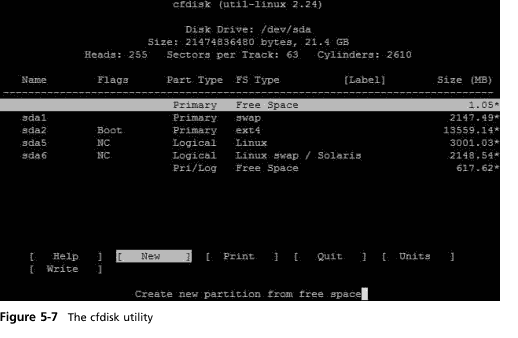 cfdisk (util-linux 2.24)
Disk Drive: /dev/sda
Size: 21474836480 bytes, 21.4 GB
Heads: 255 Sectors per Track: 63 Cylinders: 2610
Name Flags Part Type FS Type [Label] Size (MB)
Primary Free Space 1.05*
sda1 Primary swap 2147.49*
sda2 Boot Primary ext4 13559.14*
sda5 NC Logical Linux 3001.03*
sda6 NC Logical Linux swap / Solaris 2148.54*
Pri/Log Free Space 617.62*
[ Help ] [ New ] [ Print ] [ Quit ] [ Units ]
[ Write ]
Create new partition from free space
Figure 5-7 The cfdisk utility